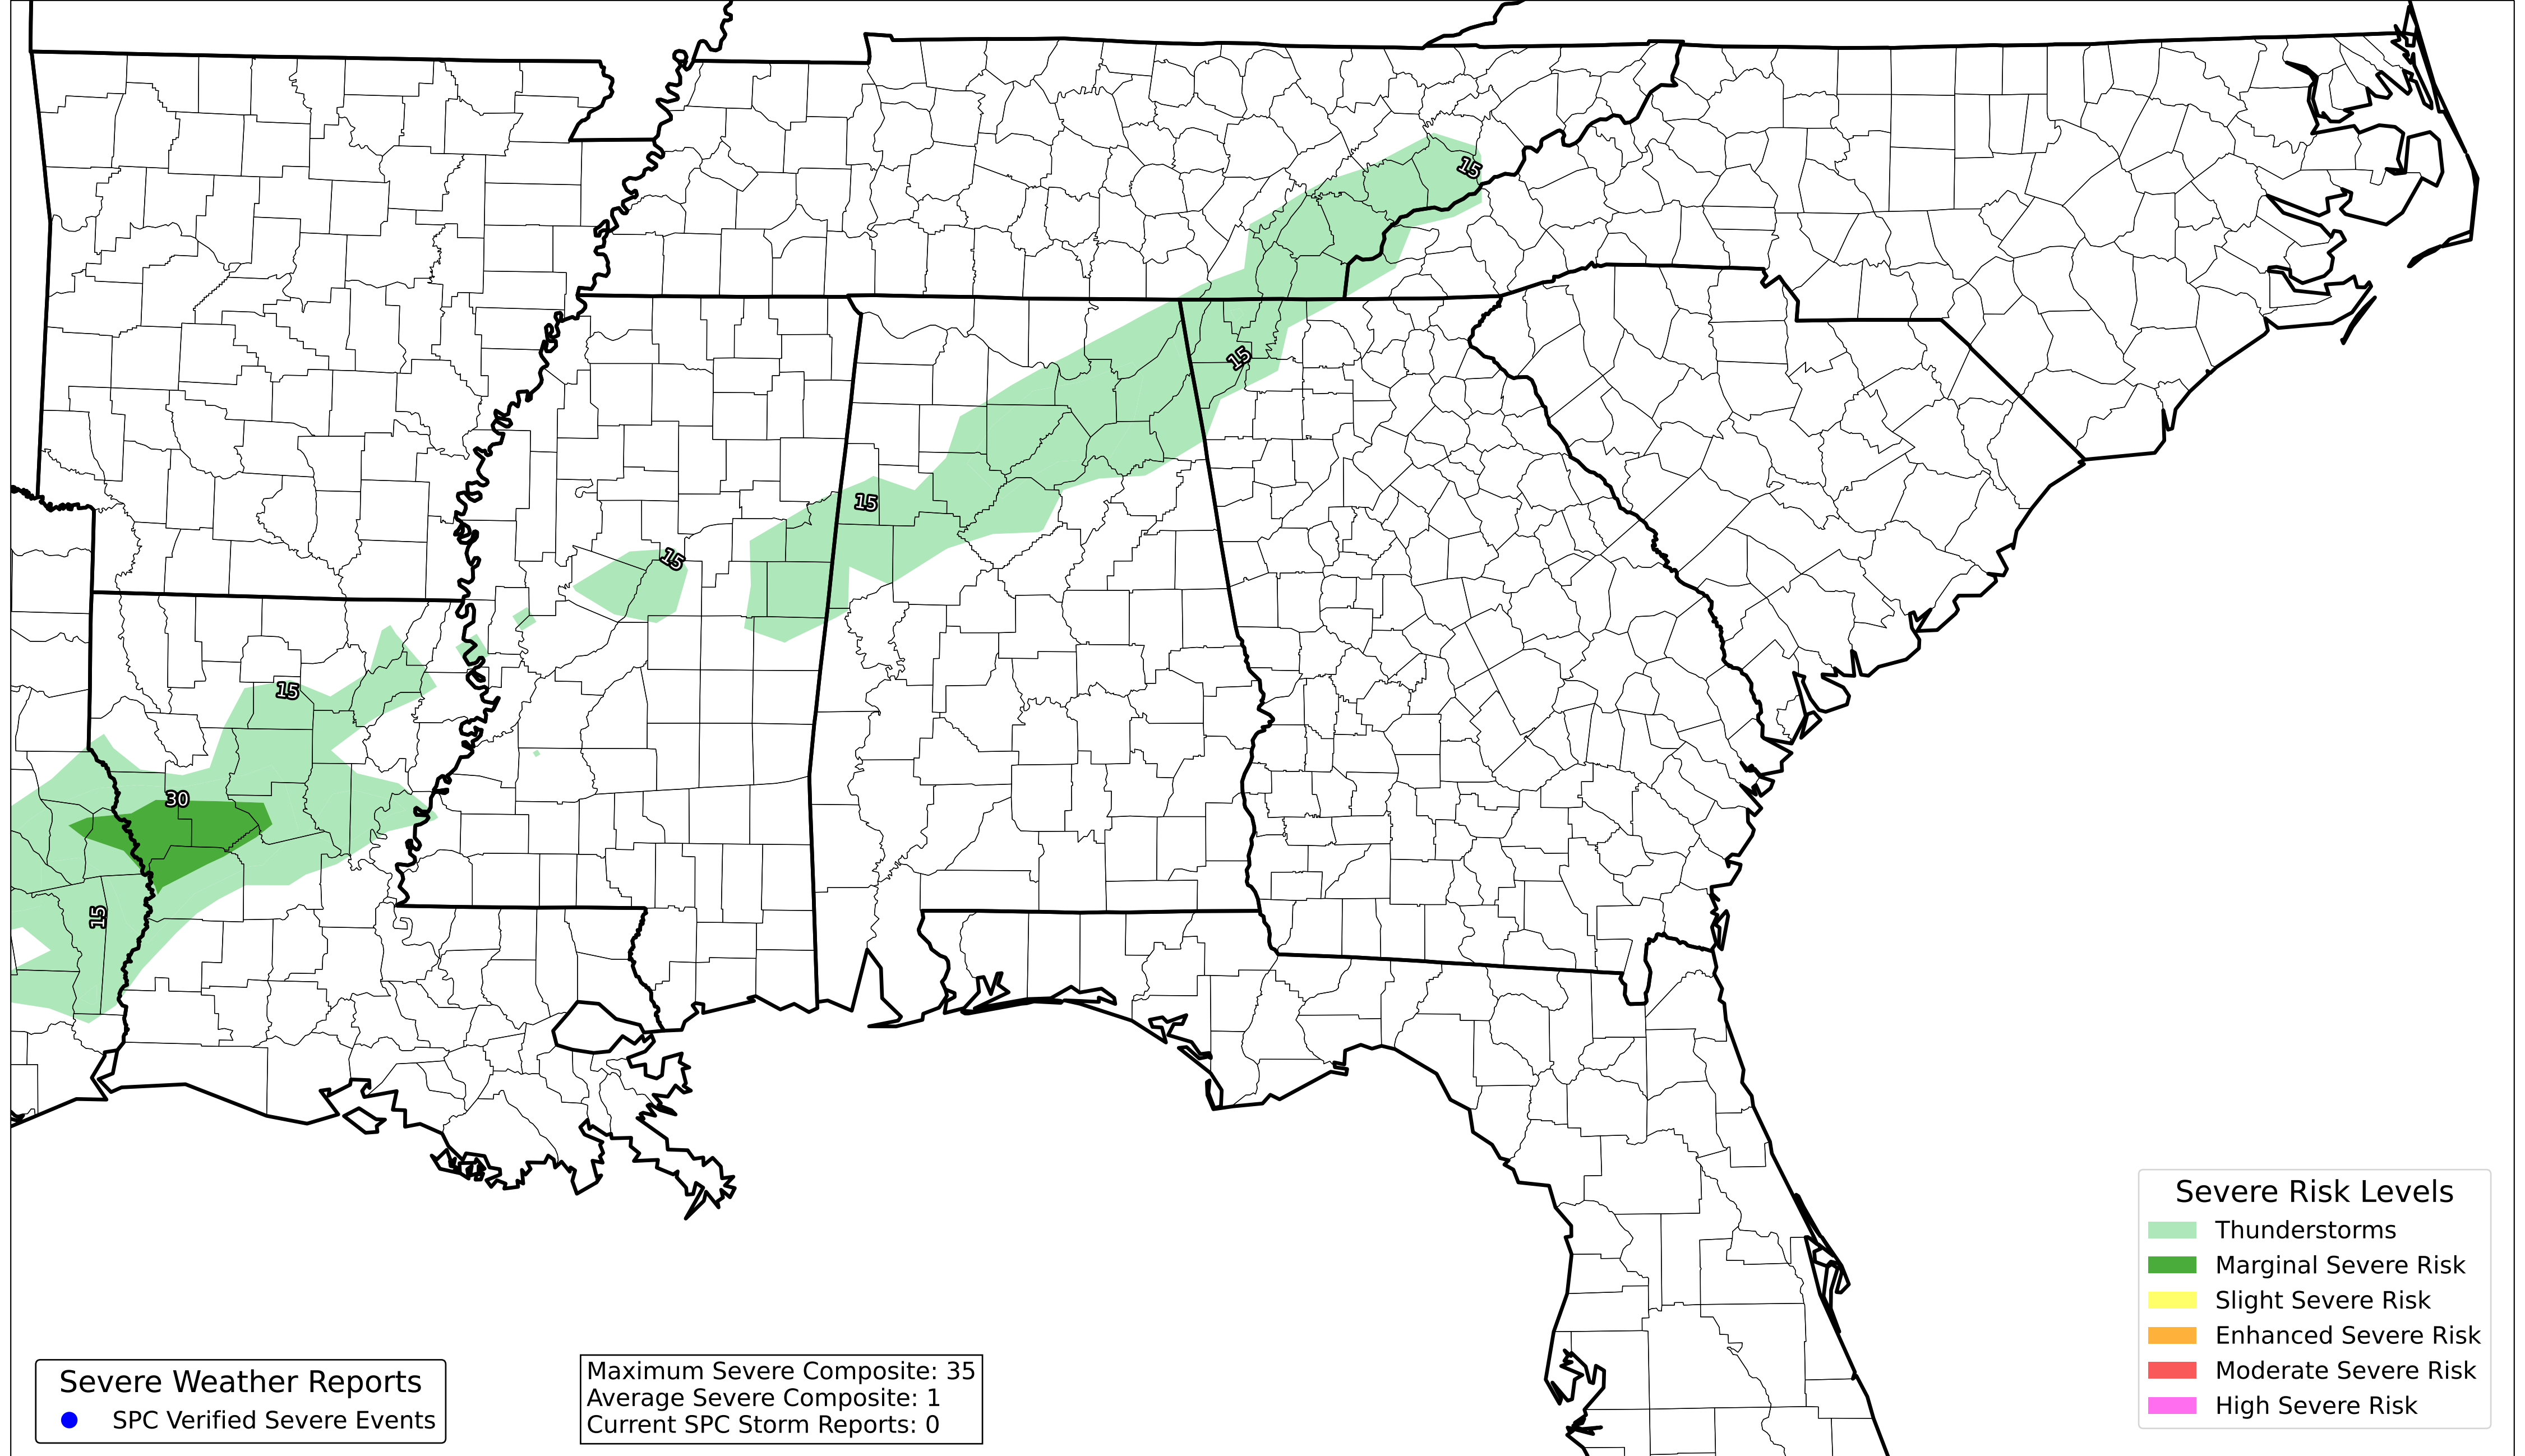 15
15
15
15
15
15
30
15
Severe Risk Levels
Thunderstorms
Marginal Severe Risk
Slight Severe Risk
Enhanced Severe Risk
Moderate Severe Risk
High Severe Risk
Severe Weather Reports
SPC Verified Severe Events
Maximum Severe Composite: 35
Average Severe Composite: 1
Current SPC Storm Reports: 0